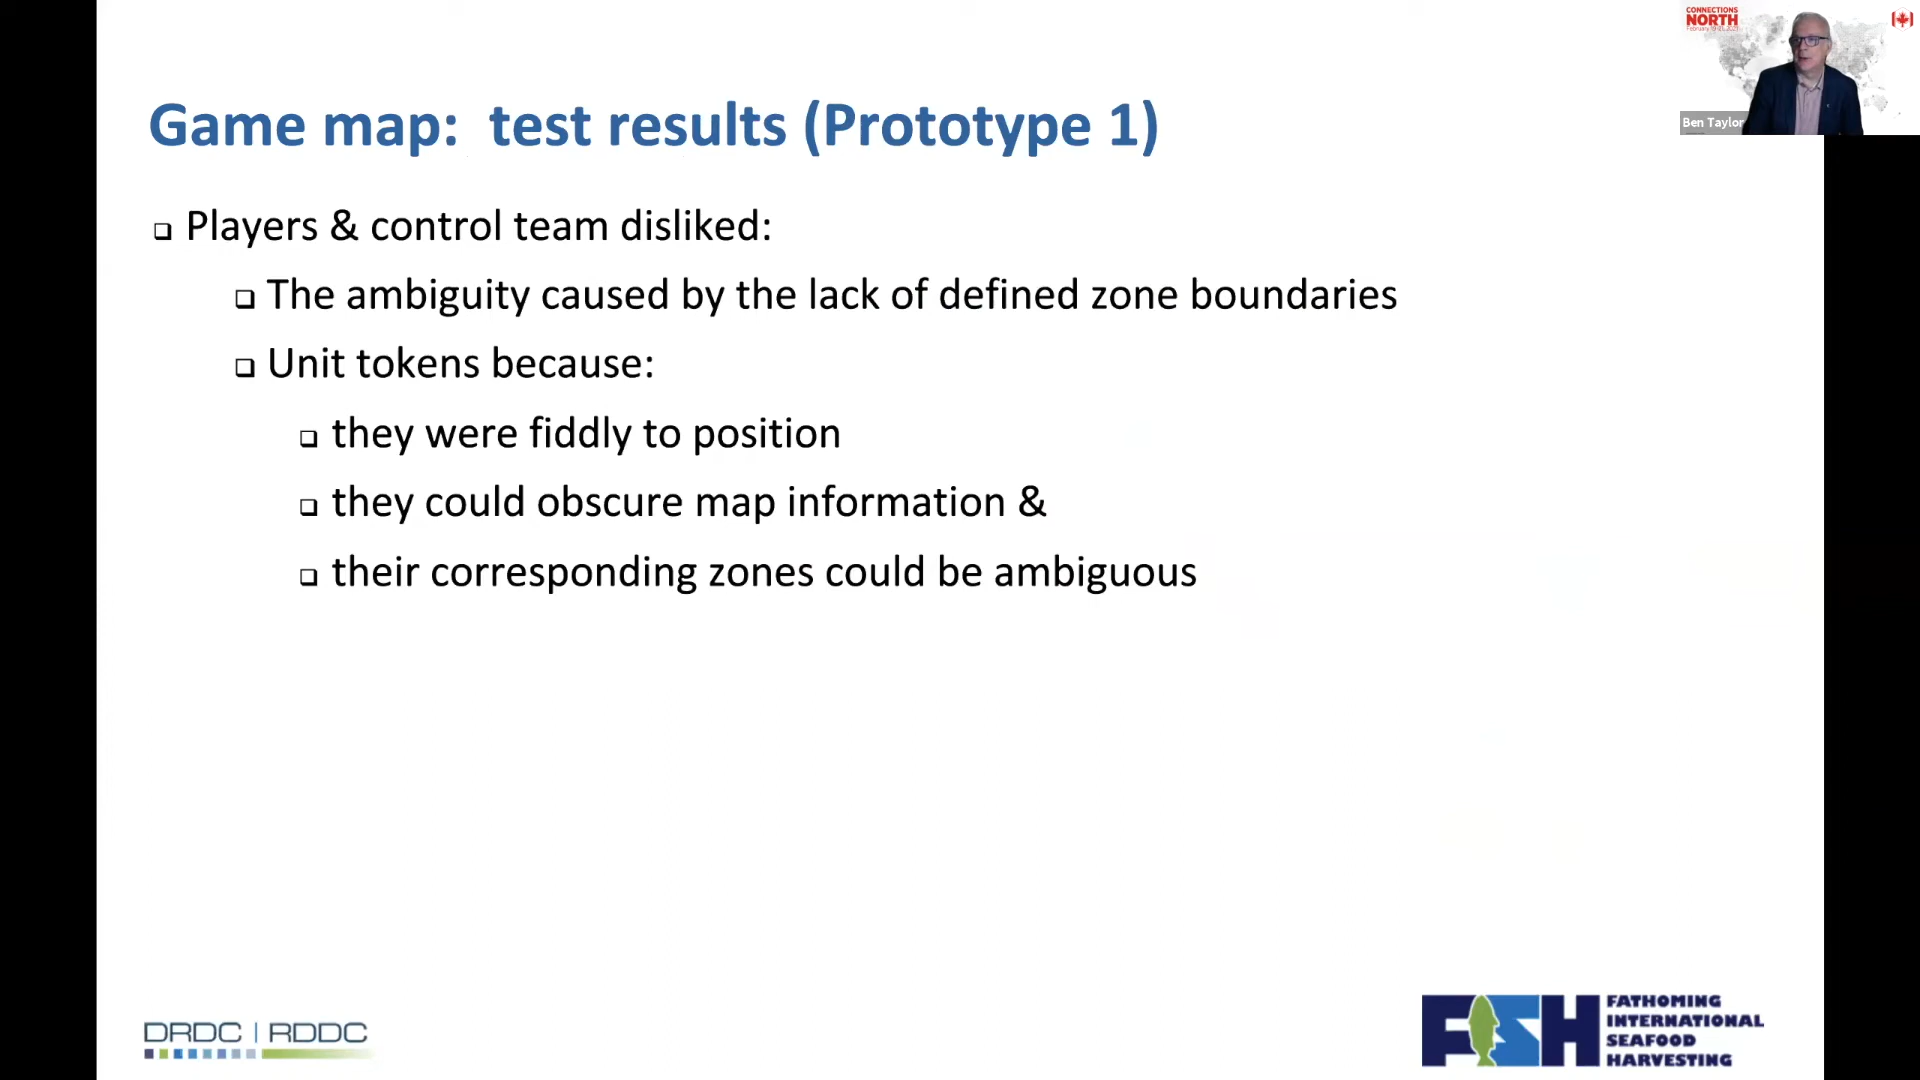 CONNECTIONS
NORTH
Ben Taylor
Game map: test results (Prototype 1)
Players & control team disliked:
The ambiguity caused by the lack of defined zone boundaries
Unit tokens because:
they were fiddly to position
they could obscure map information &
their corresponding zones could be ambiguous
DRDC | RDDC
FISH
FATHOMING
INTERNATIONAL
SEAFOOD
HARVESTING